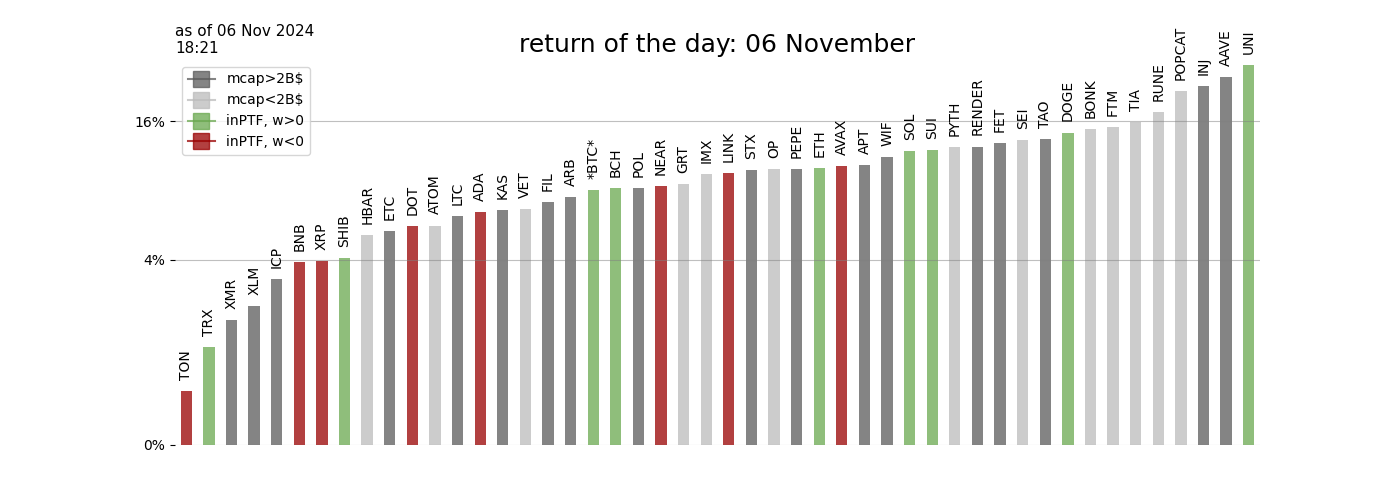 as of 06 Nov 2024
18:21
return of the day: 06 November
mcap>2B$
mcap<2B$
inPTF, w>0
inPTF, w<0
16%
4%
0%
TON
TRX
XMR
XLM
ICP
BNB
XRP
SHIB
HBAR
ETC
DOT
ATOM
LTC
ADA
KAS
VET
FIL
ARB
*BTC*
BCH
POL
NEAR
GRT
IMX
LINK
STX
OP
PEPE
ETH
AVAX
APT
WIF
SOL
SUI
PYTH
RENDER
FET
SEI
TAO
DOGE
BONK
FTM
TIA
RUNE
POPCAT
INJ
AAVE
UNI